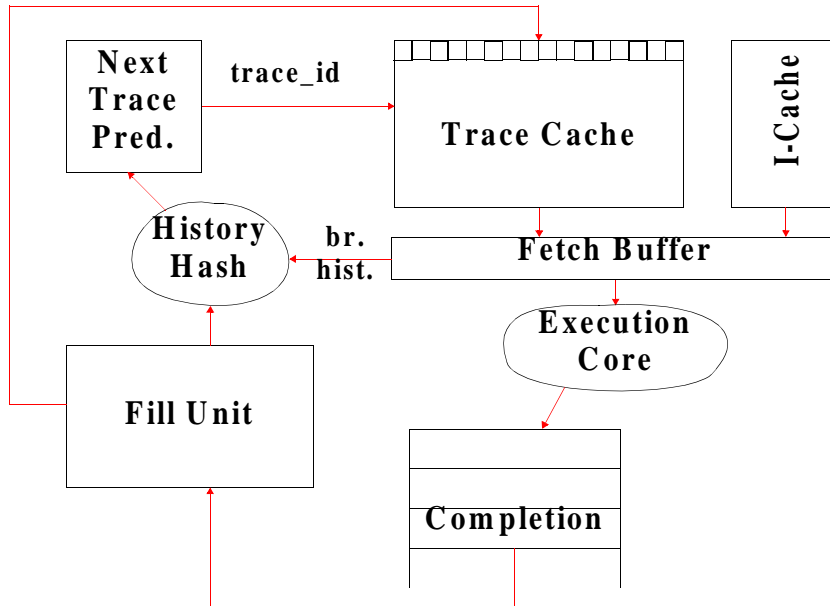 Next
Trace
Pred.
trace_id
Trace Cache
I-Cache
History
Hash
br.
hist.
Fetch Buffer
Execution
Core
Fill Unit
Completion